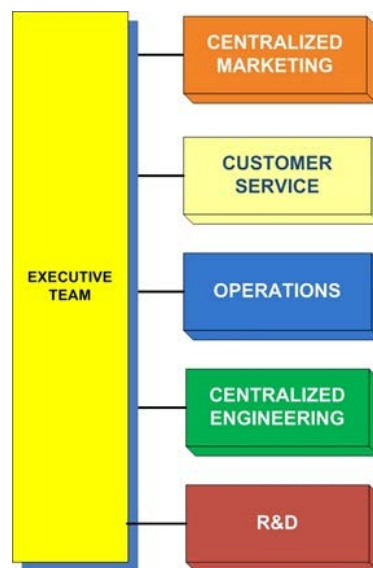 CENTRALIZED
MARKETING
CUSTOMER
SERVICE
EXECUTIVE
TEAM
OPERATIONS
CENTRALIZED
ENGINEERING
R&D